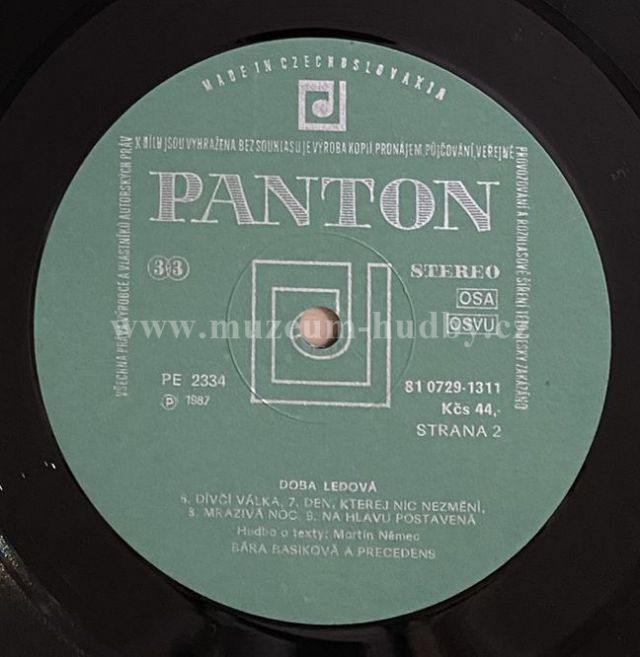 MADE IN CZECHOSLOVAKIA
VŠECHNA PRÁVA VÝROBCE A VLASTNÍKŮ AUTORSKÝCH PRÁV
K DÍLU JSOU VYHRAŽENA. BEZ SOUHLASU JE VÝROBA KOPIÍ, PRONÁJEM, PŮJČOVÁNÍ, VEŘEJNÉ
PROVOZOVÁNÍ A ROZHLASOVÉ ŠÍŘENÍ TÉTO DESKY ZAKÁZÁNO
PANTON
33
STEREO
OSA
OSVU
www.muzeum-hudby.cz
PE 2334
℗ 1987
81 0729-1311
Kčs 44,-
STRANA 2
DOBA LEDOVÁ
6. DÍVČÍ VÁLKA, 7. DEN, KTEREJ NIC NEZMĚNÍ,
8. MRAZIVÁ NOC, 9. NA HLAVU POSTAVENÁ
Hudba a texty: Martin Němec
BÁRA BASIKOVÁ A PRECEDENS